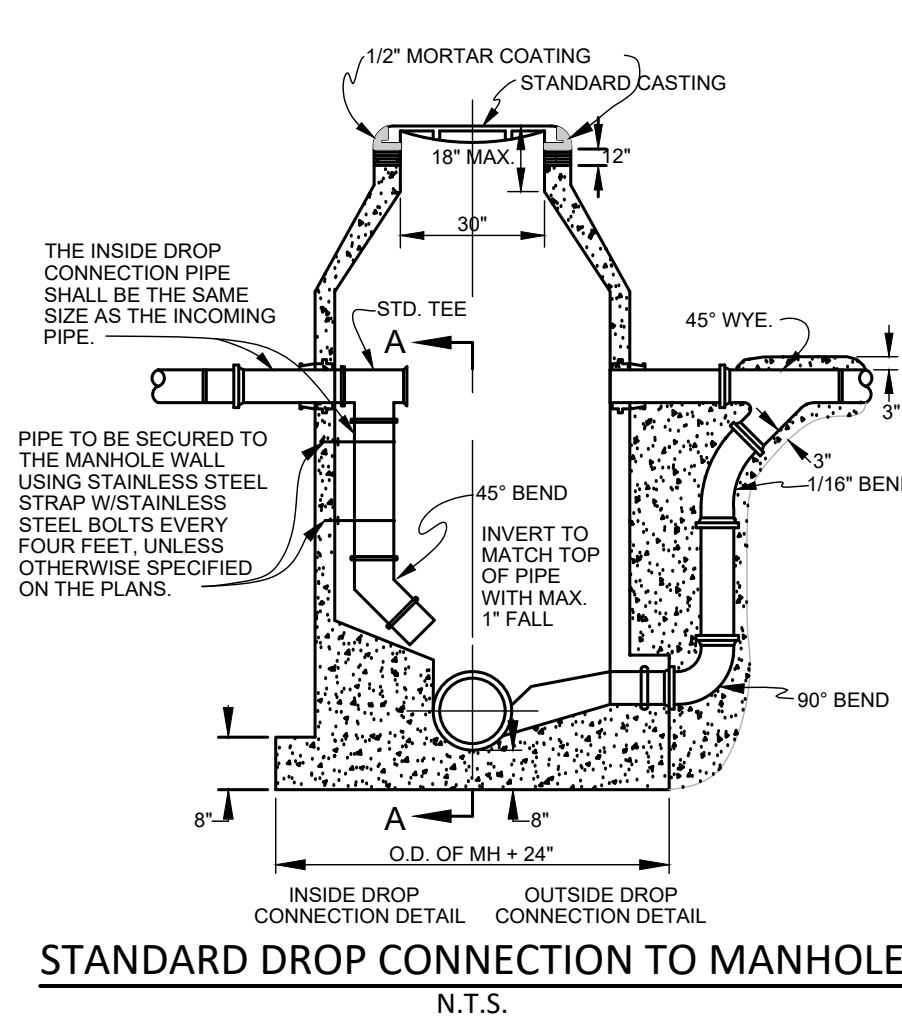 1/2" MORTAR COATING
STANDARD CASTING
18" MAX.
12"
30"
THE INSIDE DROP
CONNECTION PIPE
SHALL BE THE SAME
SIZE AS THE INCOMING
PIPE.
STD. TEE
A
45° WYE.
3"
PIPE TO BE SECURED TO
THE MANHOLE WALL
USING STAINLESS STEEL
STRAP W/STAINLESS
STEEL BOLTS EVERY
FOUR FEET, UNLESS
OTHERWISE SPECIFIED
ON THE PLANS.
3"
1/16" BEN
45° BEND
INVERT TO
MATCH TOP
OF PIPE
WITH MAX.
1" FALL
90° BEND
8"
A
8"
O.D. OF MH + 24"
INSIDE DROP
CONNECTION DETAIL
OUTSIDE DROP
CONNECTION DETAIL
STANDARD DROP CONNECTION TO MANHOLE
N.T.S.